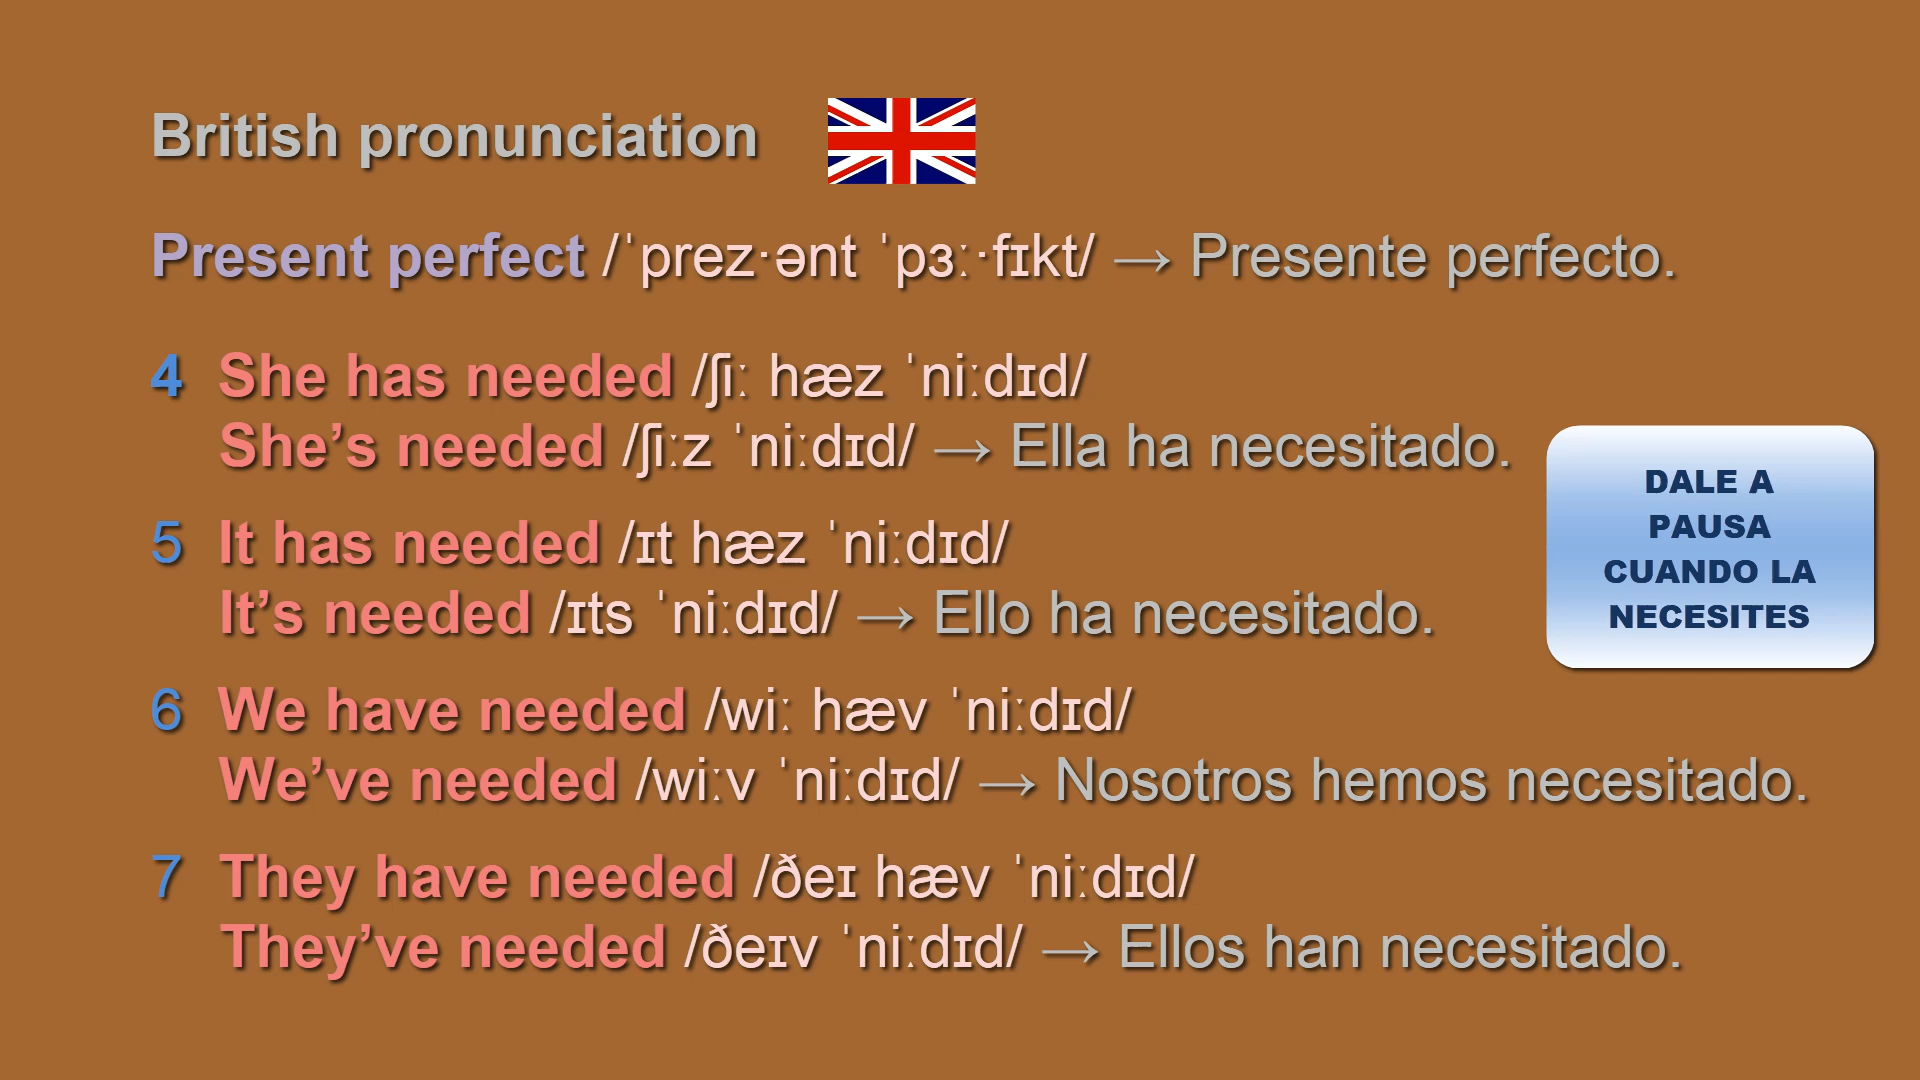 British pronunciation
Present perfect /ˈprez·ənt ˈpɜː·fɪkt/ → Presente perfecto.
4 She has needed /ʃiː hæz ˈniːdɪd/
She’s needed /ʃiːz ˈniːdɪd/ → Ella ha necesitado.
5 It has needed /ɪt hæz ˈniːdɪd/
It’s needed /ɪts ˈniːdɪd/ → Ello ha necesitado.
6 We have needed /wiː hæv ˈniːdɪd/
We’ve needed /wiːv ˈniːdɪd/ → Nosotros hemos necesitado.
7 They have needed /ðeɪ hæv ˈniːdɪd/
They’ve needed /ðeɪv ˈniːdɪd/ → Ellos han necesitado.
DALE A
PAUSA
CUANDO LA
NECESITES